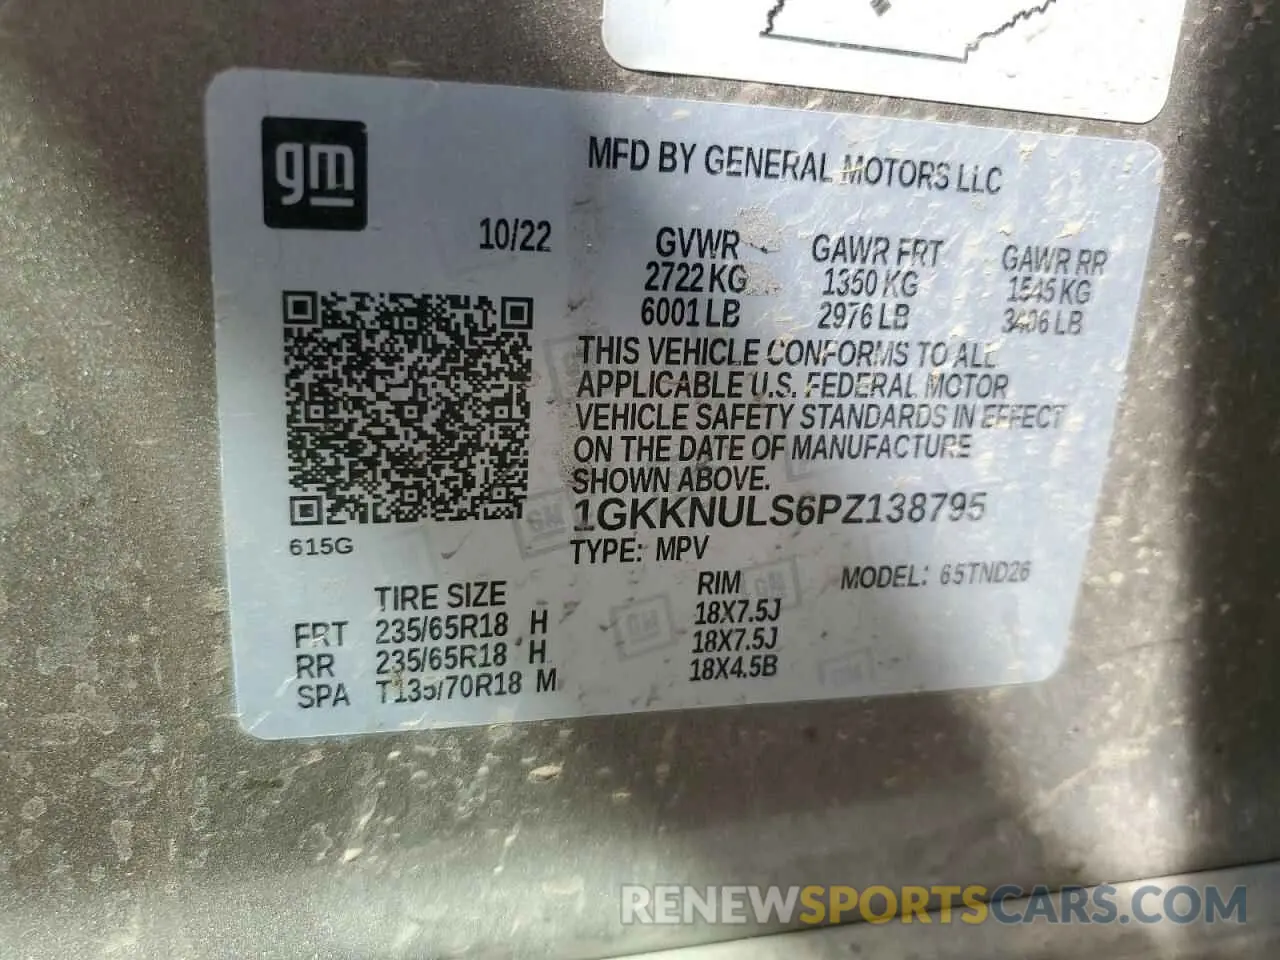 gm
MFD BY GENERAL MOTORS LLC
10/22
GVWR GAWR FRT GAWR RR
2722 KG 1350 KG 1545 KG
6001 LB 2976 LB 3406 LB
THIS VEHICLE CONFORMS TO ALL
APPLICABLE U.S. FEDERAL MOTOR
VEHICLE SAFETY STANDARDS IN EFFECT
ON THE DATE OF MANUFACTURE
SHOWN ABOVE.
1GKKNULS6PZ138795
615G
TYPE: MPV
MODEL: 65TND26
TIRE SIZE RIM
FRT 235/65R18 H 18X7.5J
RR 235/65R18 H 18X7.5J
SPA T135/70R18 M 18X4.5B
RENEWSPORTSCARS.COM